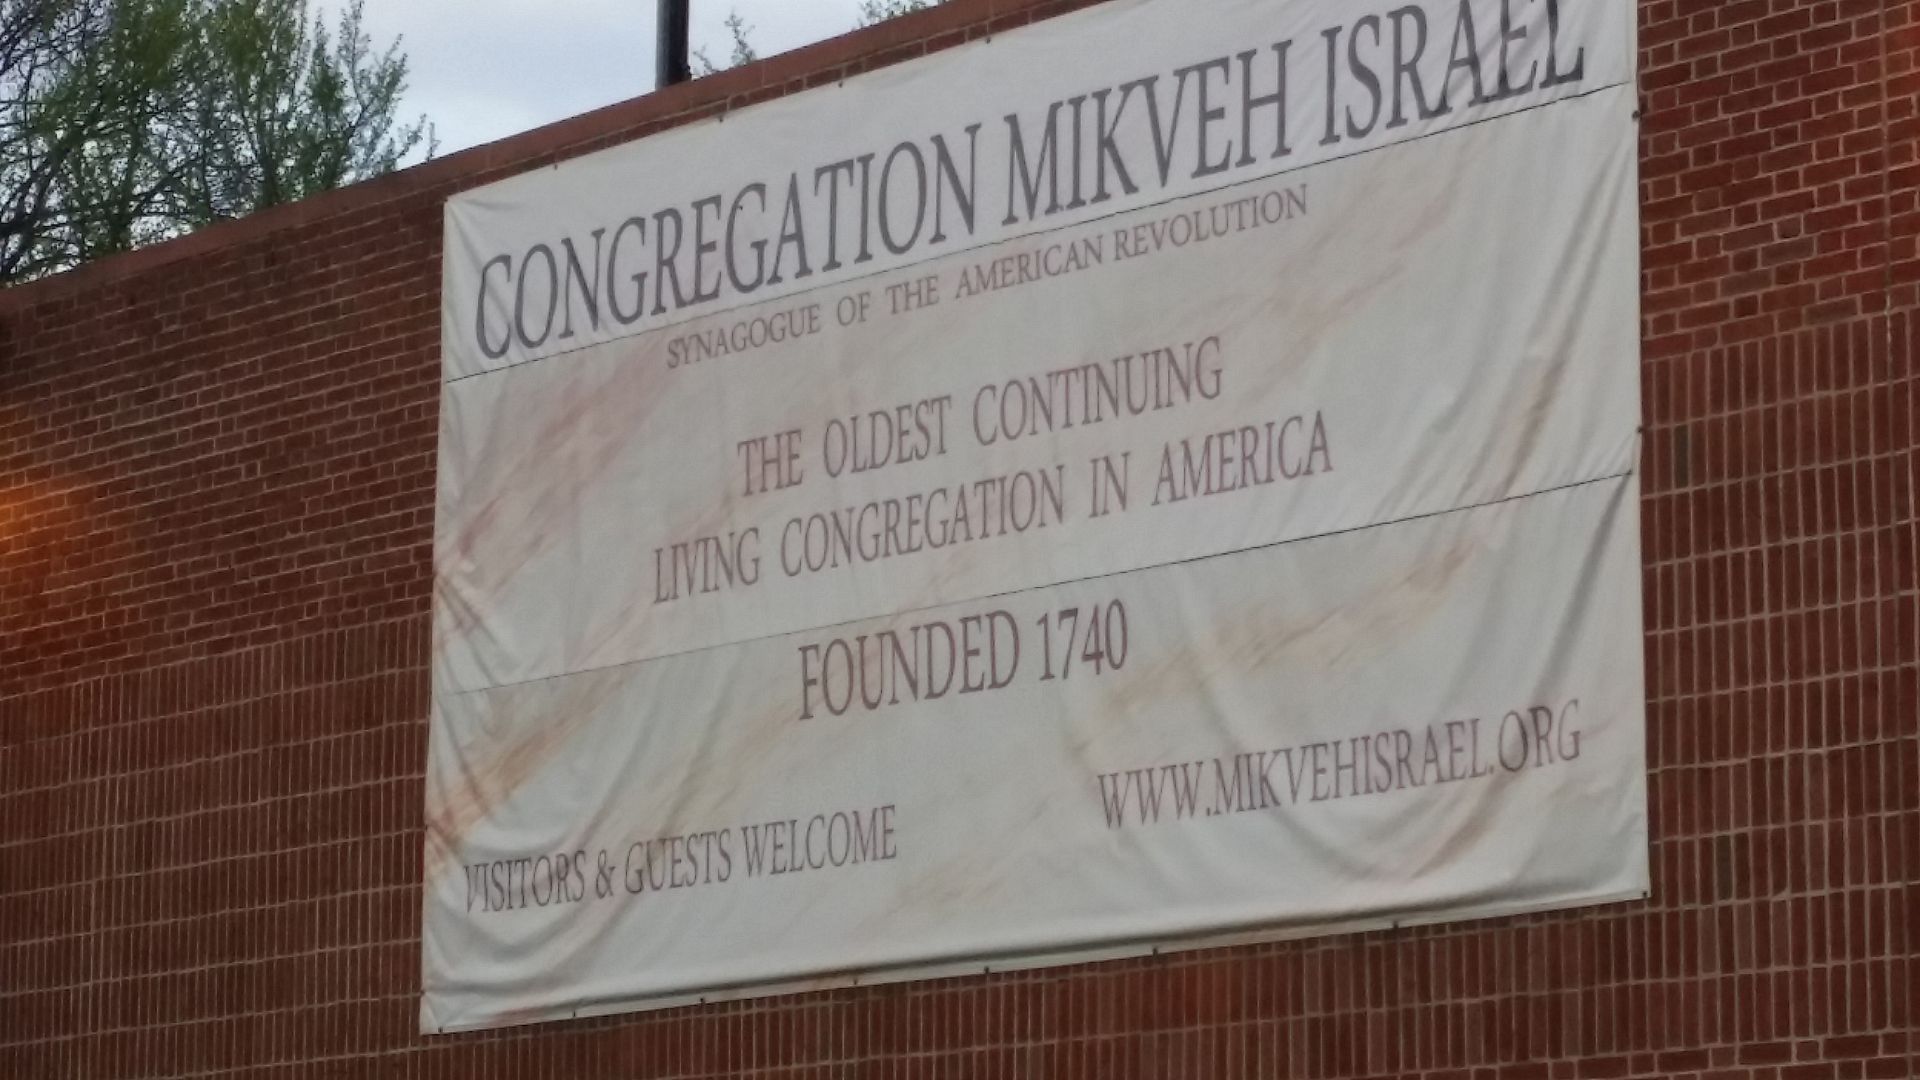 CONGREGATION MIKVEH ISRAEL
SYNAGOGUE OF THE AMERICAN REVOLUTION
THE OLDEST CONTINUING
LIVING CONGREGATION IN AMERICA
FOUNDED 1740
VISITORS & GUESTS WELCOME
WWW.MIKVEHISRAEL.ORG